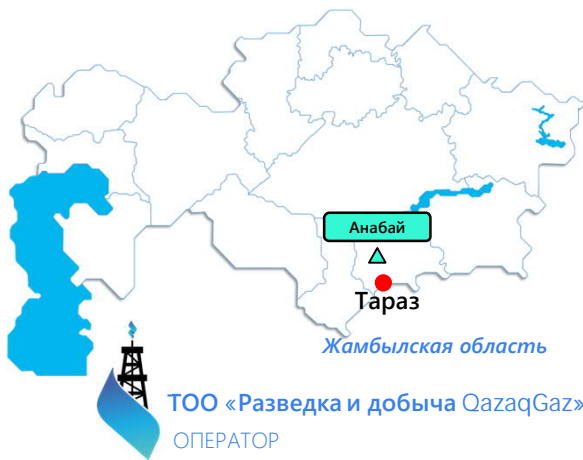 Анабай
Тараз
Жамбылская область
ТОО «Разведка и добыча QazaqGaz»
ОПЕРАТОР